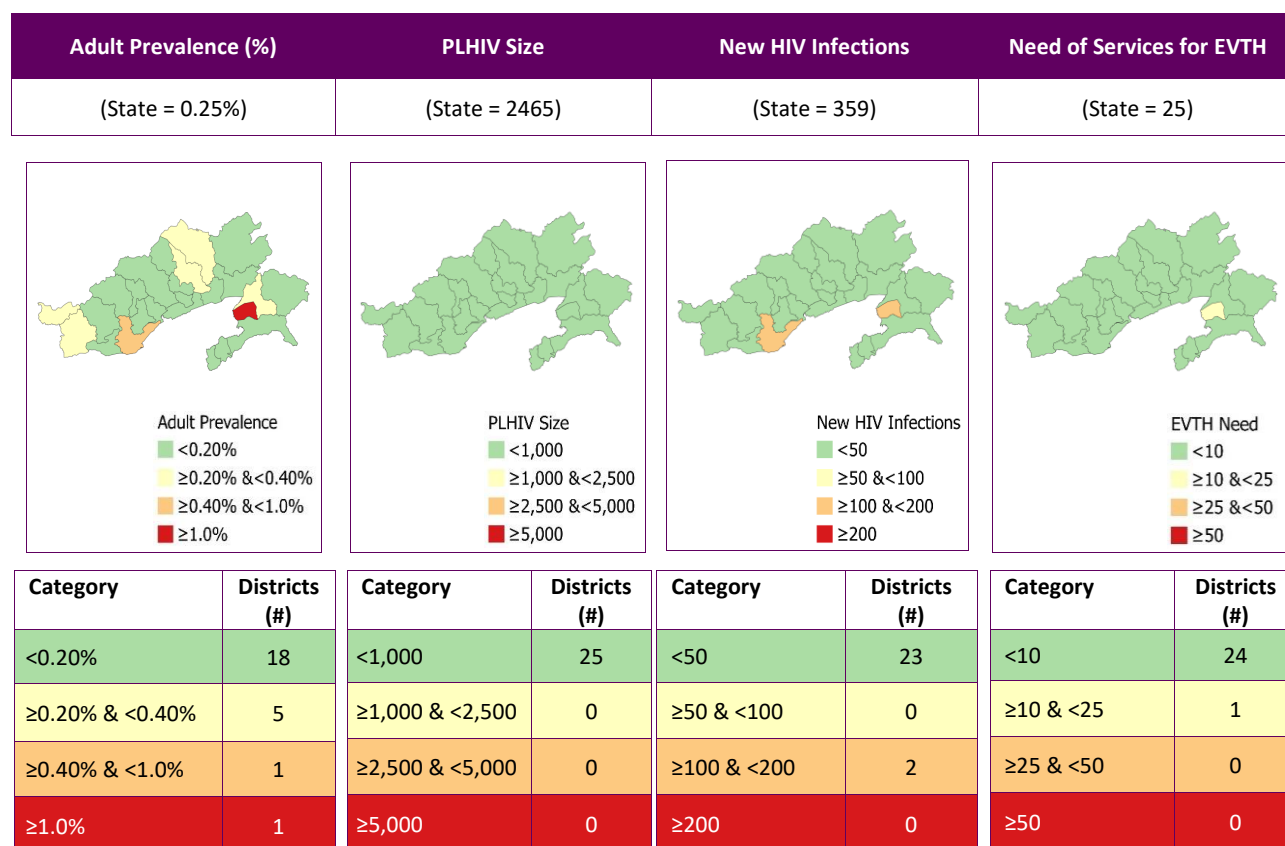 Adult Prevalence (%) PLHIV Size New HIV Infections Need of Services for EVTH
(State = 0.25%) (State = 2465) (State = 359) (State = 25)
Adult Prevalence
<0.20%
≥0.20% &<0.40%
≥0.40% &<1.0%
≥1.0%
PLHIV Size
<1,000
≥1,000 &<2,500
≥2,500 &<5,000
≥5,000
New HIV Infections
<50
≥50 &<100
≥100 &<200
≥200
EVTH Need
<10
≥10 &<25
≥25 &<50
≥50
Category Districts
(#)
<0.20% 18
≥0.20% & <0.40% 5
≥0.40% & <1.0% 1
≥1.0% 1
Category Districts
(#)
<1,000 25
≥1,000 & <2,500 0
≥2,500 & <5,000 0
≥5,000 0
Category Districts
(#)
<50 23
≥50 & <100 0
≥100 & <200 2
≥200 0
Category Districts
(#)
<10 24
≥10 & <25 1
≥25 & <50 0
≥50 0